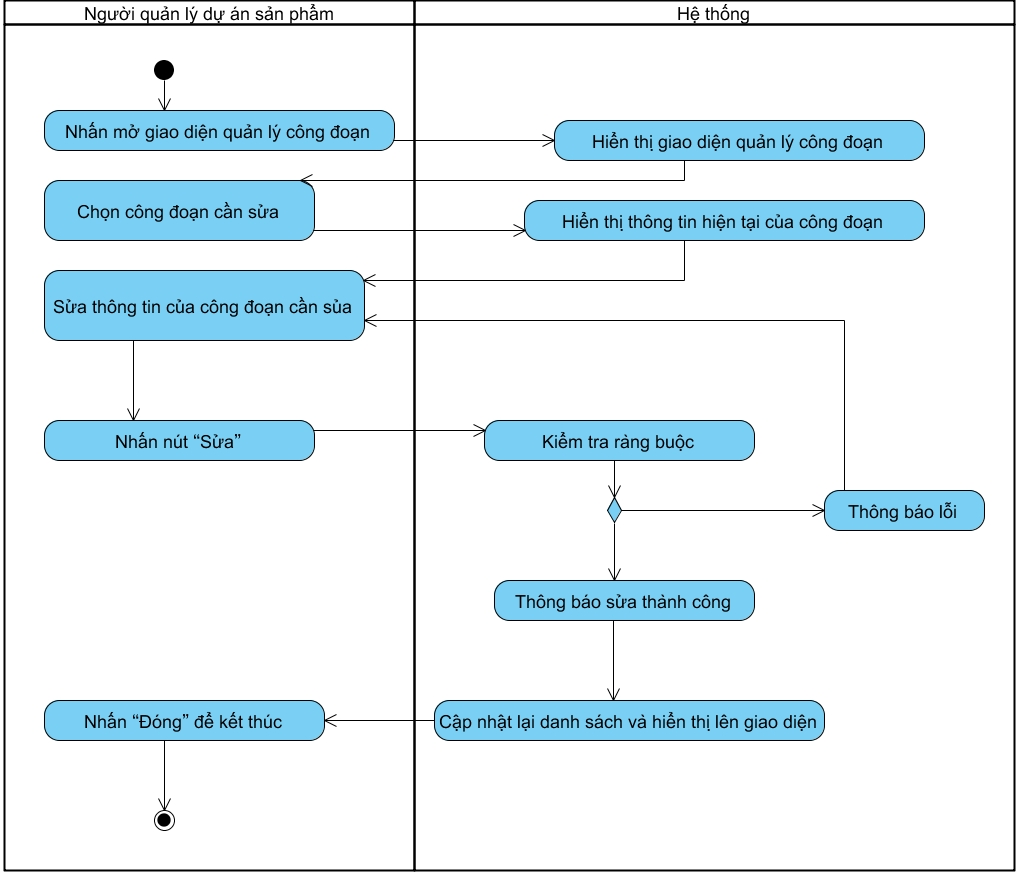 Người quản lý dự án sản phẩm
Hệ thống
Nhấn mở giao diện quản lý công đoạn
Hiển thị giao diện quản lý công đoạn
Chọn công đoạn cần sửa
Hiển thị thông tin hiện tại của công đoạn
Sửa thông tin của công đoạn cần sủa
Nhấn nút “Sửa”
Kiểm tra ràng buộc
Thông báo lỗi
Thông báo sửa thành công
Nhấn “Đóng” để kết thúc
Cập nhật lại danh sách và hiển thị lên giao diện